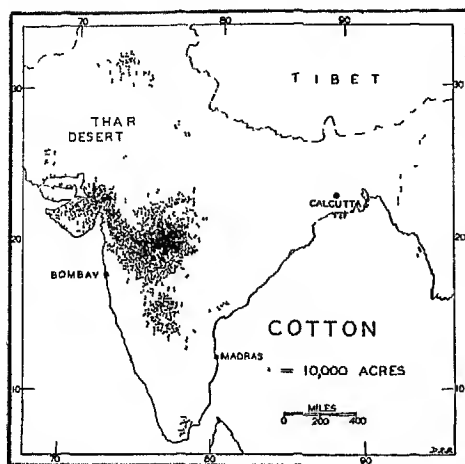 70 80 90
TIBET
30 30
THAR
DESERT
CALCUTTA
20 20
BOMBAY
COTTON
MADRAS
= 10,000 ACRES
10 10
MILES
0 200 400
70 80 90
D.R.R.